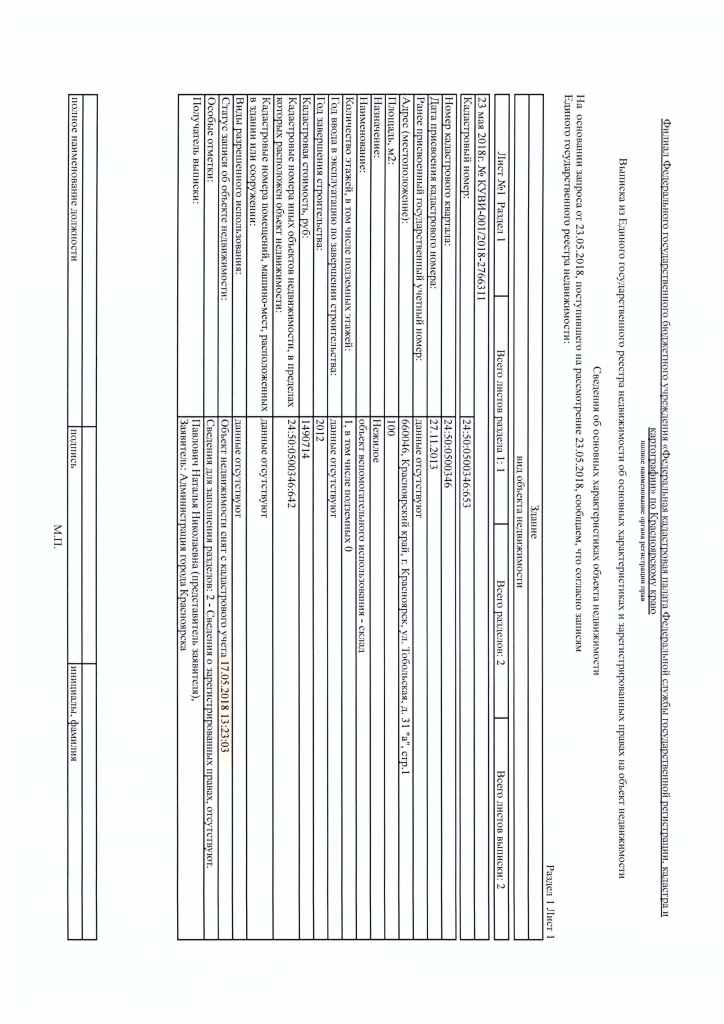 Филиал Федерального государственного бюджетного учреждения «Федеральная кадастровая палата Федеральной службы государственной регистрации, кадастра и
картографии» по Красноярскому краю
полное наименование органа регистрации прав
Выписка из Единого государственного реестра недвижимости об основных характеристиках и зарегистрированных правах на объект недвижимости
Сведения об основных характеристиках объекта недвижимости
На основании запроса от 23.05.2018, поступившего на рассмотрение 23.05.2018, сообщаем, что согласно записям
Единого государственного реестра недвижимости:
Раздел 1 Лист 1
Здание
вид объекта недвижимости
Лист №1 Раздел 1 Всего листов раздела 1: 1 Всего разделов: 2 Всего листов выписки: 2
23 мая 2018г. № КУВИ-001/2018-2766311
Кадастровый номер: 24:50:0500346:653
Номер кадастрового квартала: 24:50:0500346
Дата присвоения кадастрового номера: 27.11.2013
Ранее присвоенный государственный учетный номер: данные отсутствуют
Адрес (местоположение): 660046, Красноярский край, г. Красноярск, ул. Тобольская, д. 31 "а", стр.1
Площадь, м2: 100
Назначение: Нежилое
Наименование: объект вспомогательного использования - склад
Количество этажей, в том числе подземных этажей: 1, в том числе подземных 0
Год ввода в эксплуатацию по завершении строительства: данные отсутствуют
Год завершения строительства: 2012
Кадастровая стоимость, руб: 1490714
Кадастровые номера иных объектов недвижимости, в пределах 24:50:0500346:642
которых расположен объект недвижимости:
Кадастровые номера помещений, машино-мест, расположенных данные отсутствуют
в здании или сооружении:
Виды разрешенного использования: данные отсутствуют
Статус записи об объекте недвижимости: Объект недвижимости снят с кадастрового учета 17.05.2018 13:23:03
Особые отметки: Сведения для заполнения разделов: 2 - Сведения о зарегистрированных правах, отсутствуют.
Получатель выписки: Павлович Наталья Николаевна (представитель заявителя),
Заявитель: Администрация города Красноярска
полное наименование должности подпись инициалы, фамилия
М.П.